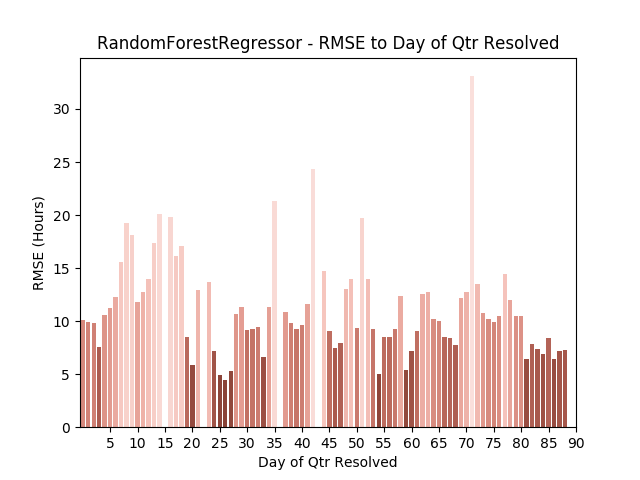 RandomForestRegressor - RMSE to Day of Qtr Resolved
30
25
20
15
10
5
0
RMSE (Hours)
5 10 15 20 25 30 35 40 45 50 55 60 65 70 75 80 85 90
Day of Qtr Resolved